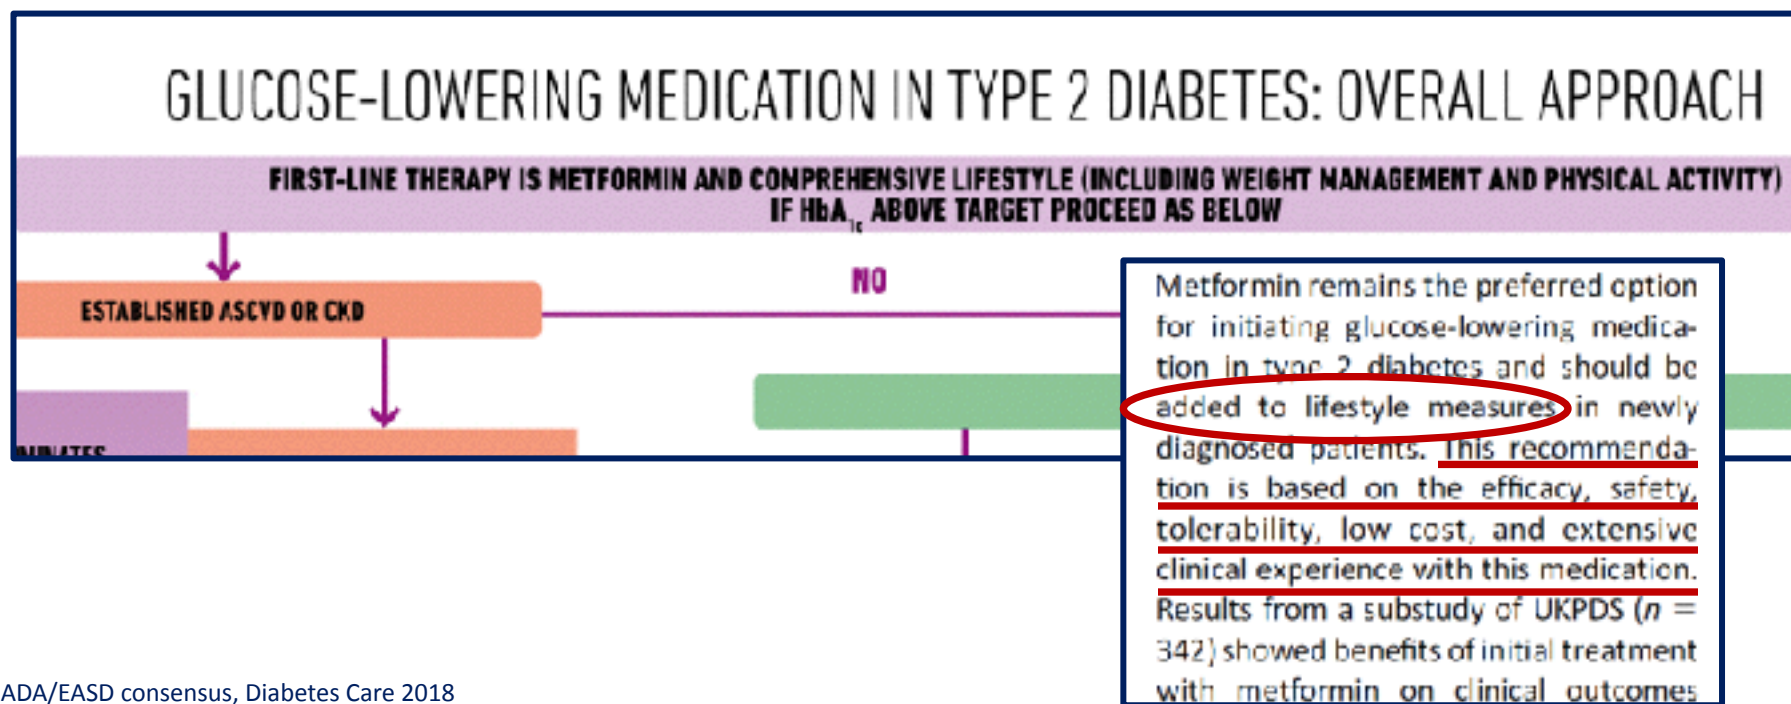 GLUCOSE-LOWERING MEDICATION IN TYPE 2 DIABETES: OVERALL APPROACH
FIRST-LINE THERAPY IS METFORMIN AND COMPREHENSIVE LIFESTYLE (INCLUDING WEIGHT MANAGEMENT AND PHYSICAL ACTIVITY)
IF HbA1c ABOVE TARGET PROCEED AS BELOW
NO
ESTABLISHED ASCVD OR CKD
Metformin remains the preferred option
for initiating glucose-lowering medica-
tion in type 2 diabetes and should be
added to lifestyle measures in newly
diagnosed patients. This recommenda-
tion is based on the efficacy, safety,
tolerability, low cost, and extensive
clinical experience with this medication.
Results from a substudy of UKPDS (n =
342) showed benefits of initial treatment
with metformin on clinical outcomes
ADA/EASD consensus, Diabetes Care 2018